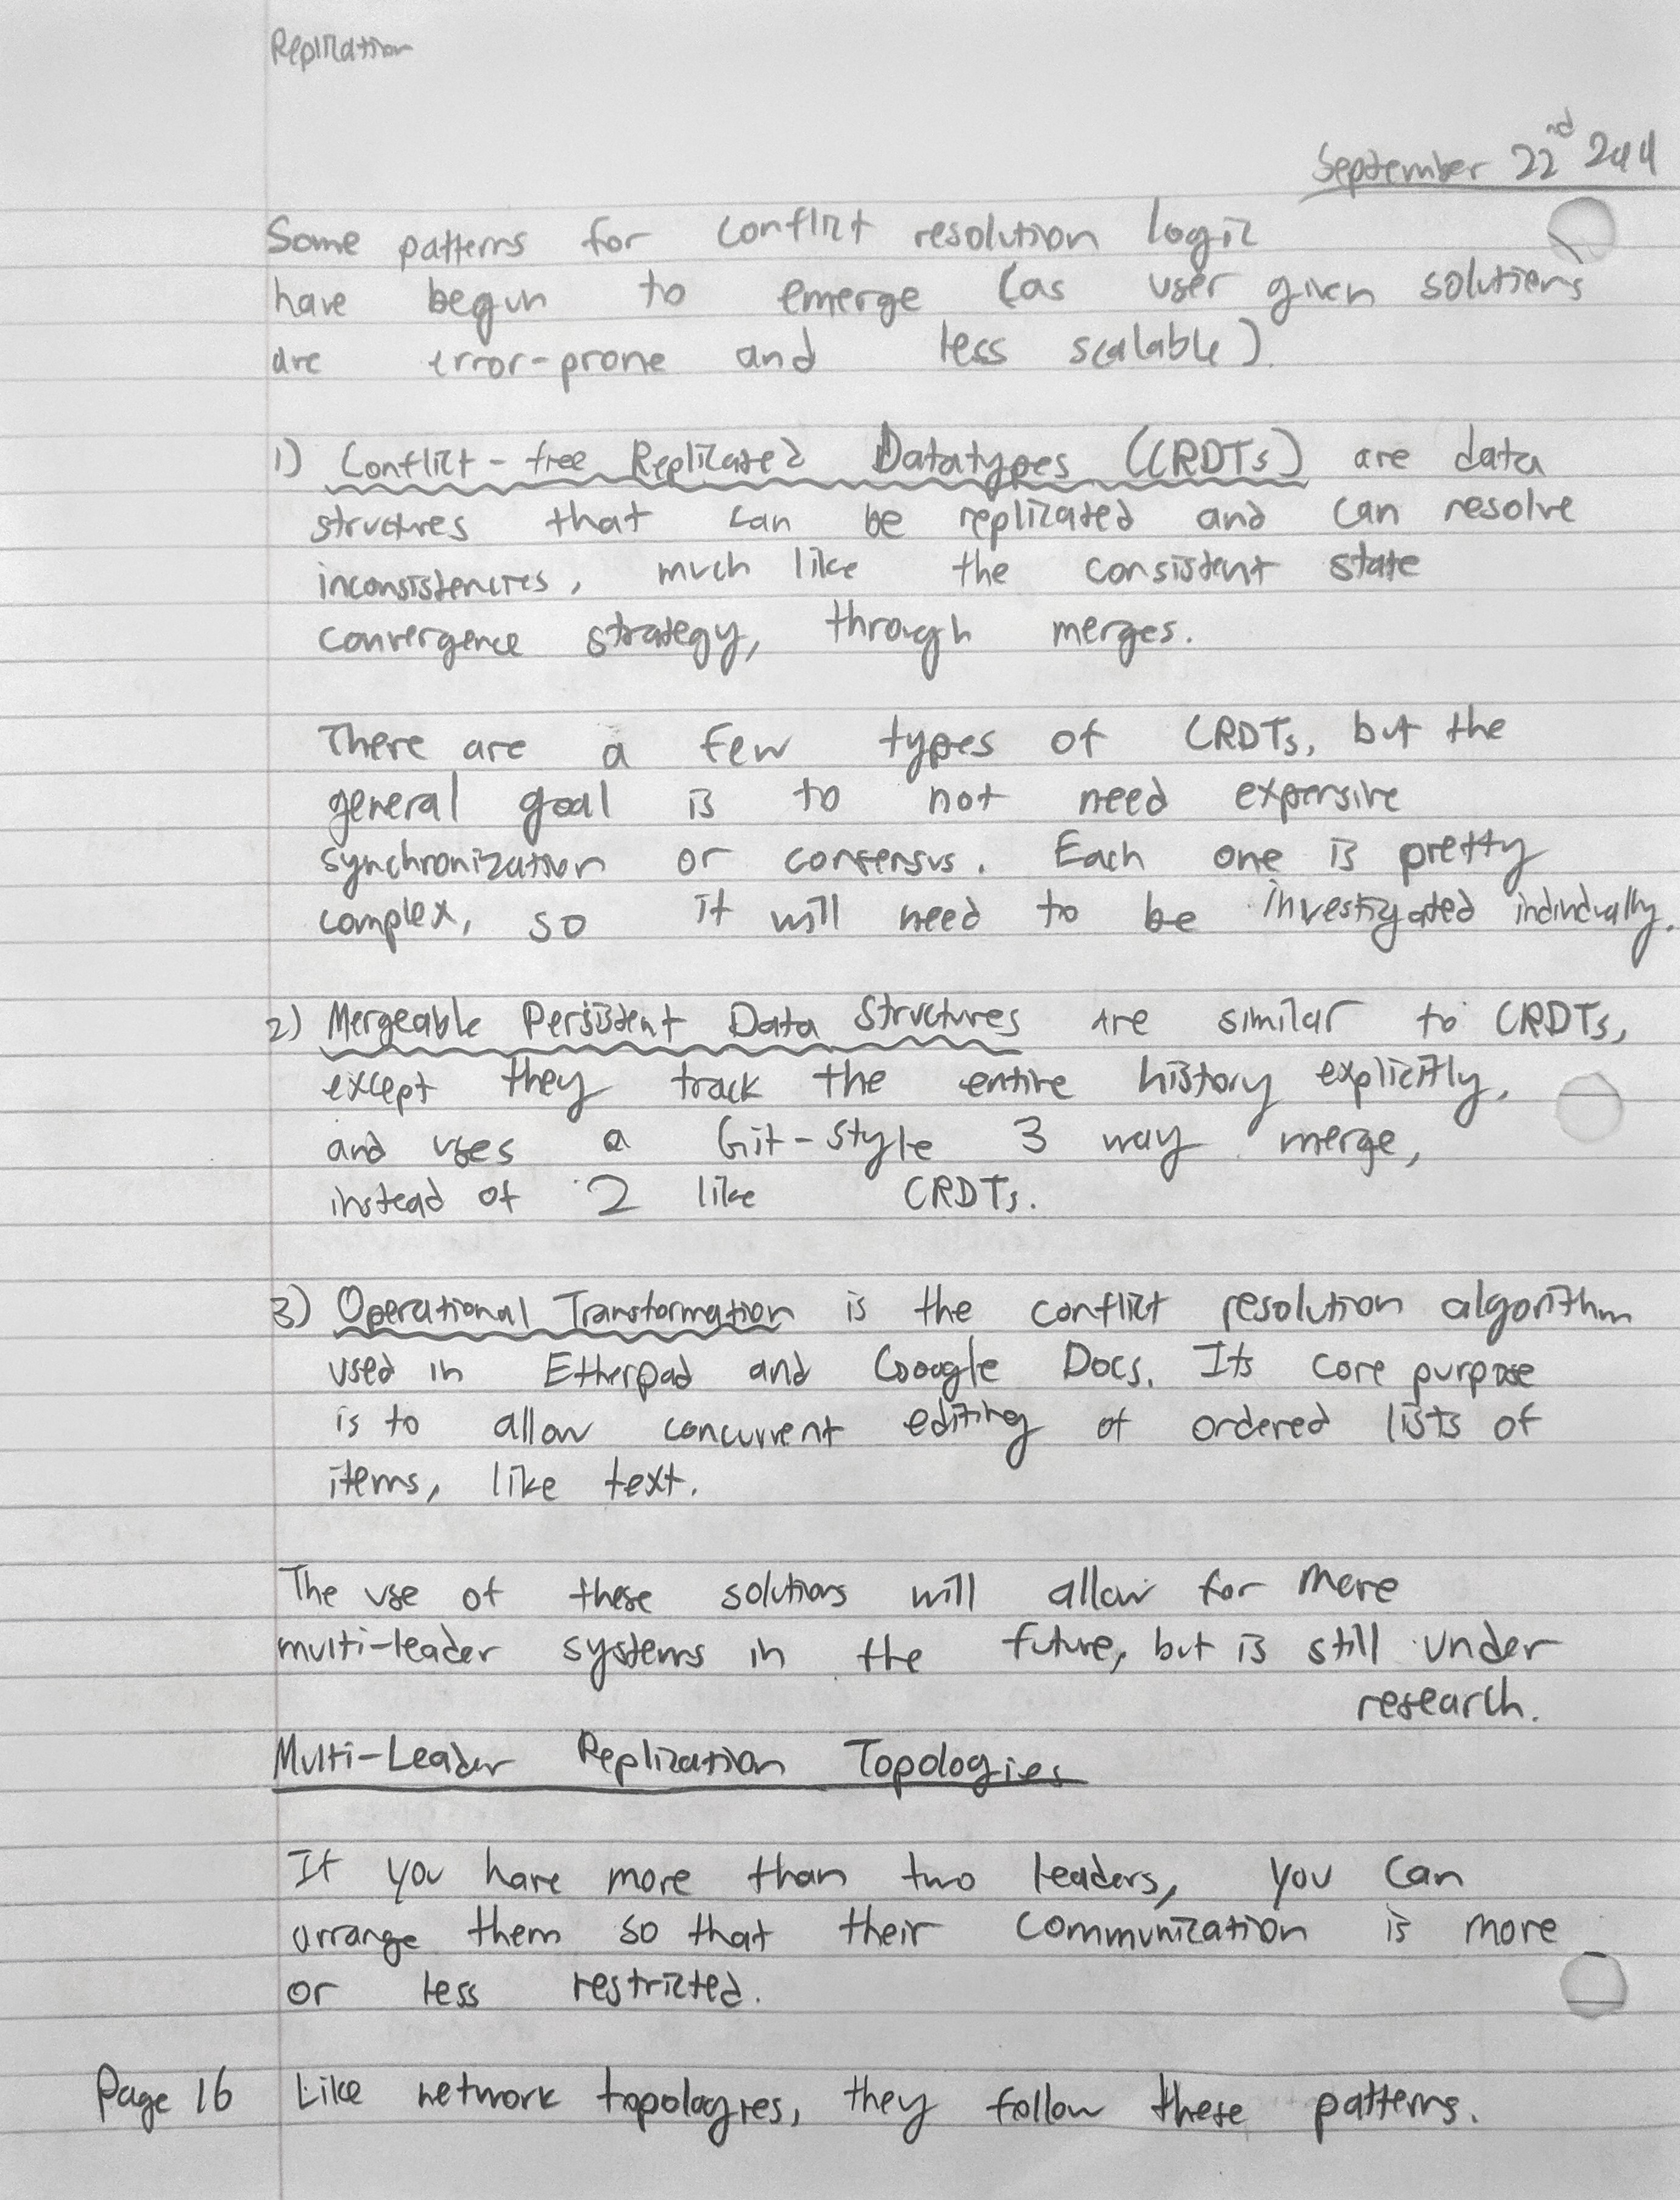 Replication
September 22nd
Some patterns for conflict resolution logic
have begun to emerge (as user given solutions
are error-prone and less scalable).
1) Conflict-free Replicated Datatypes (CRDTs) are data
structures that can be replicated and can resolve
inconsistencies, much like the consistent state
convergence strategy, through merges.
There are a few types of CRDTs, but the
general goal is to not need expensive
synchronization or consensus. Each one is pretty
complex, so it will need to be investigated individually.
2) Mergeable Persistent Data Structures are similar to CRDTs,
except they track the entire history explicitly,
and uses a Git-style 3 way merge,
instead of 2 like CRDTs.
3) Operational Transformation is the conflict resolution algorithm
used in Etherpad and Google Docs. Its core purpose
is to allow concurrent editing of ordered lists of
items, like text.
The use of these solutions will allow for more
multi-leader systems in the future, but is still under
research.
Multi-Leader Replication Topologies
If you have more than two leaders, you can
arrange them so that their communication is more
or less restricted.
Page 16 Like network topologies, they follow these patterns.